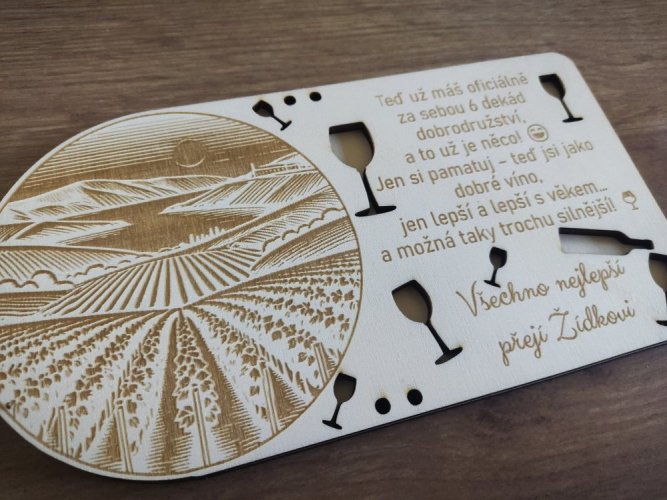 Teď už máš oficiálně
za sebou 6 dekád
dobrodružství,
a to už je něco! 😄
Jen si pamatuj – teď jsi jako
dobré víno,
jen lepší a lepší s věkem...
a možná taky trochu silnější! 🍷
Všechno nejlepší
přejí Žídkovi